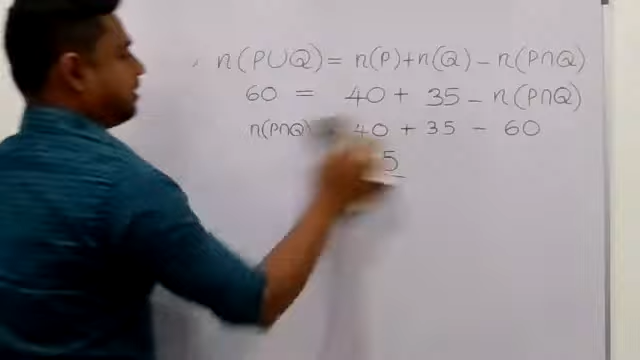 n(P∪Q) = n(P)+n(Q) - n(P∩Q)
60 = 40 + 35 - n(P∩Q)
n(P∩Q) 40 + 35 - 60
5